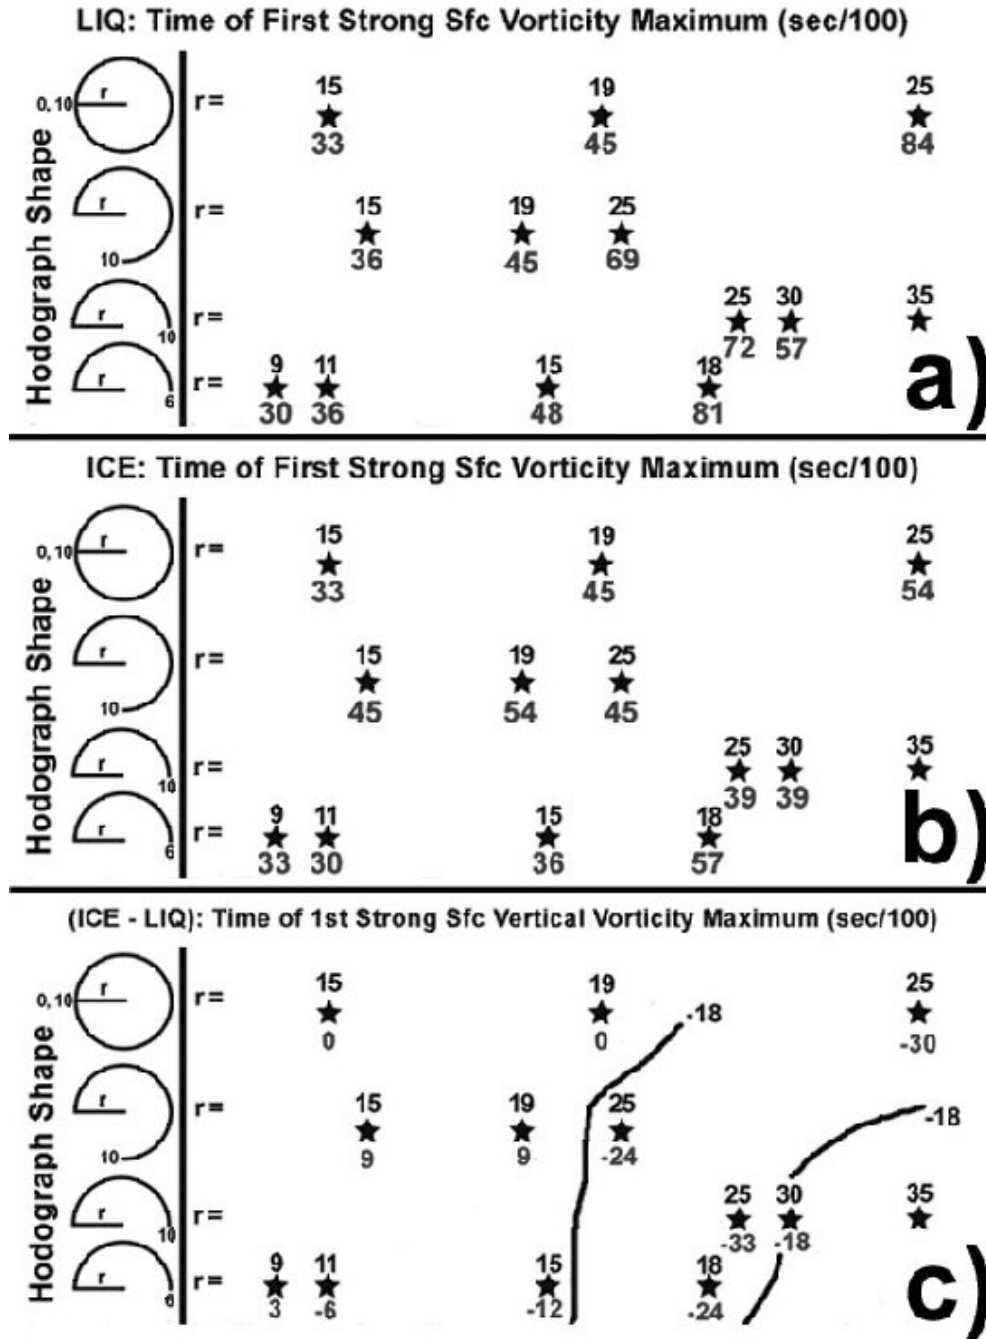 LIQ: Time of First Strong Sfc Vorticity Maximum (sec/100)
Hodograph Shape
0, 10 r r = 15 19 25
33 45 84
r r = 15 19 25
10 36 45 69
r r = 25 30 35
10 72 57
r r = 9 11 15 18
6 30 36 48 81
a)
ICE: Time of First Strong Sfc Vorticity Maximum (sec/100)
Hodograph Shape
0, 10 r r = 15 19 25
33 45 54
r r = 15 19 25
10 45 54 45
r r = 25 30 35
10 39 39
r r = 9 11 15 18
6 33 30 36 57
b)
(ICE - LIQ): Time of 1st Strong Sfc Vertical Vorticity Maximum (sec/100)
Hodograph Shape
0, 10 r r = 15 19 -18 25
0 0 -30
r r = 15 19 25 -18
10 9 9 -24
r r = 25 30 35
10 -33 -18
r r = 9 11 15 18
6 3 -6 -12 -24
c)